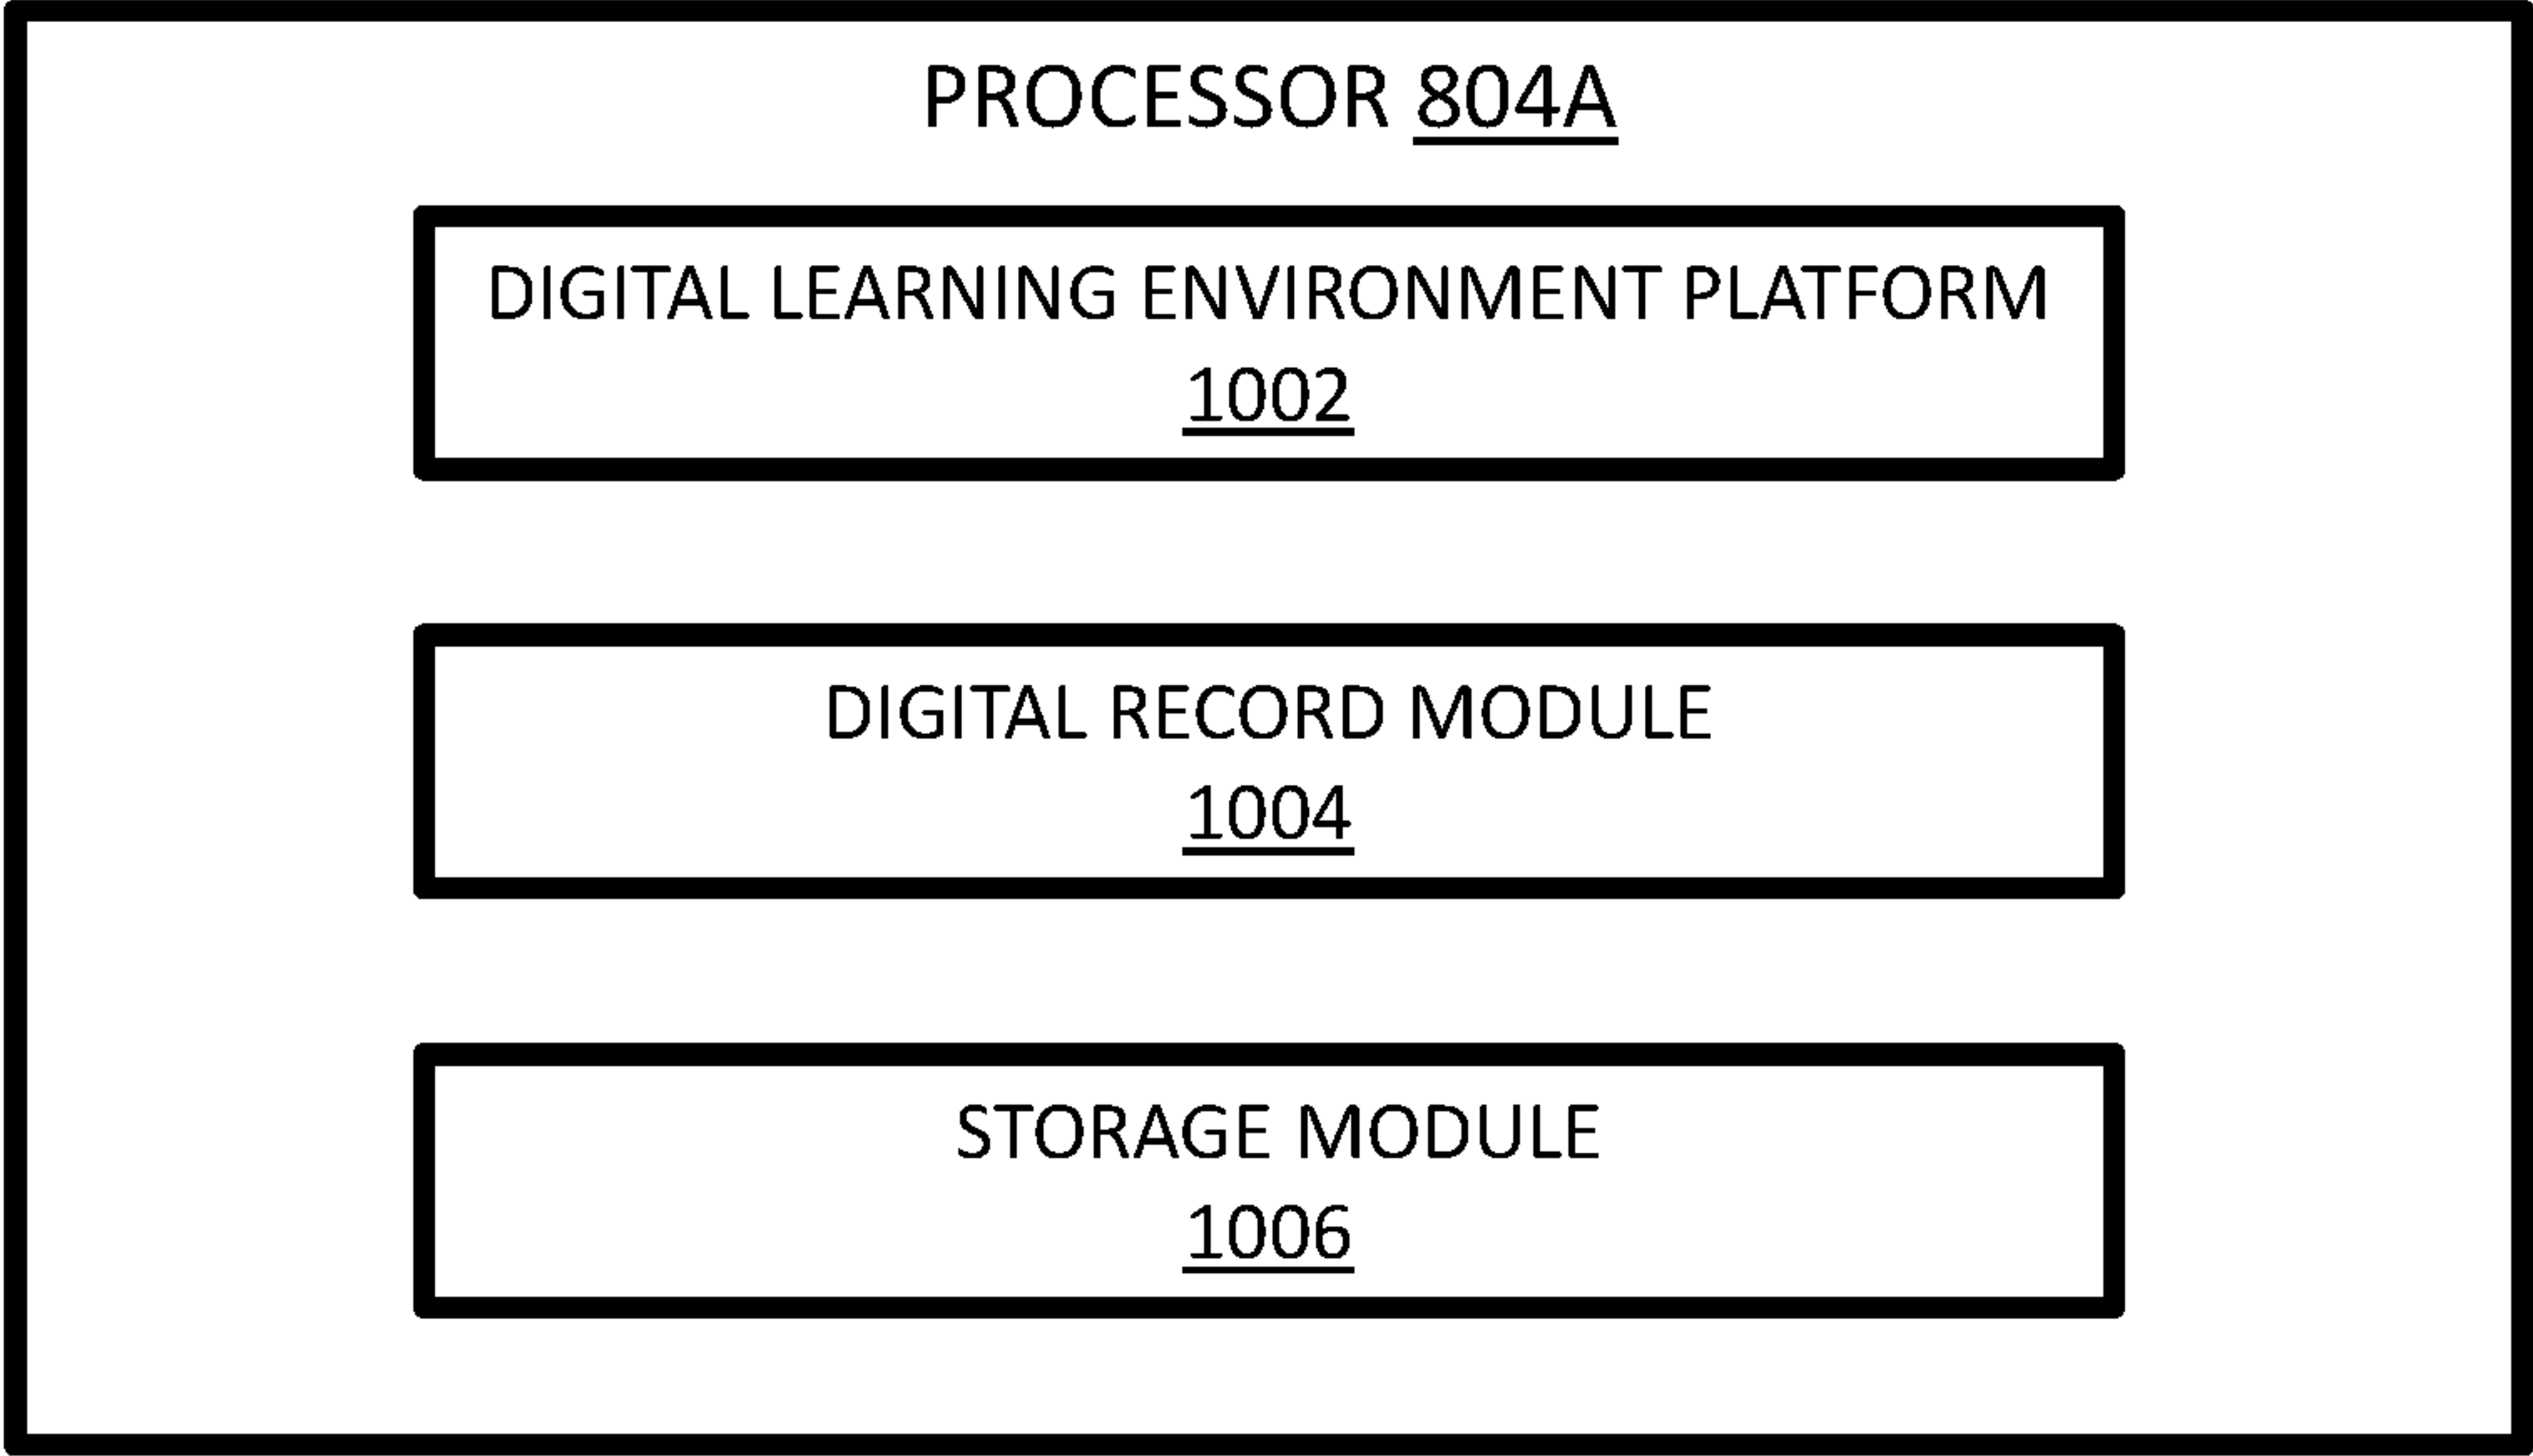 PROCESSOR 804A
DIGITAL LEARNING ENVIRONMENT PLATFORM
1002
DIGITAL RECORD MODULE
1004
STORAGE MODULE
1006